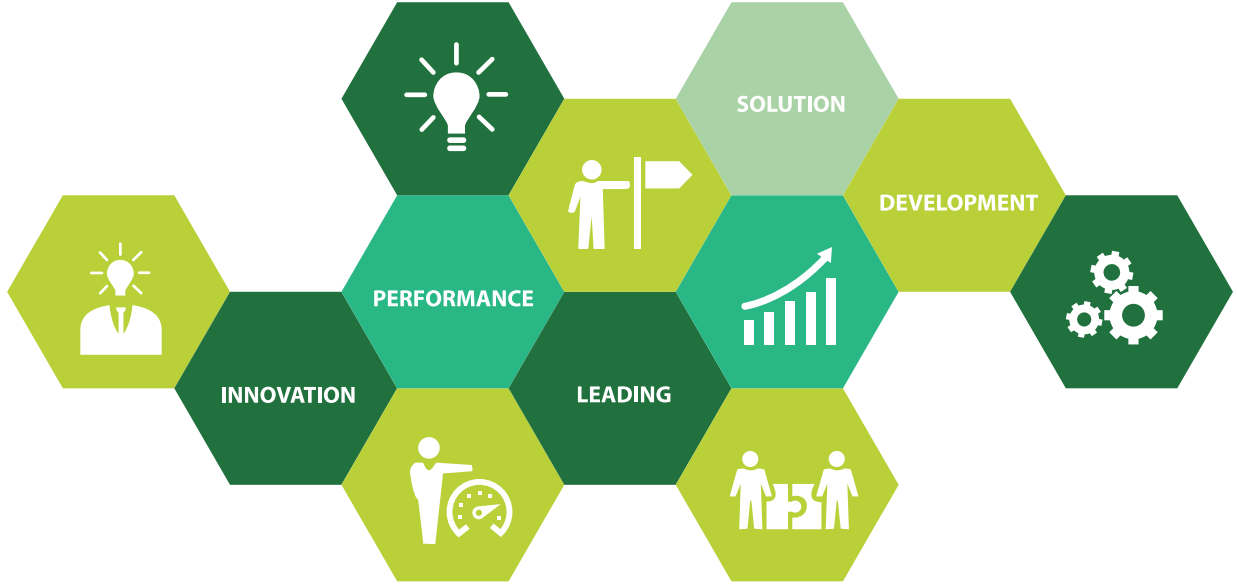 SOLUTION
DEVELOPMENT
PERFORMANCE
INNOVATION
LEADING